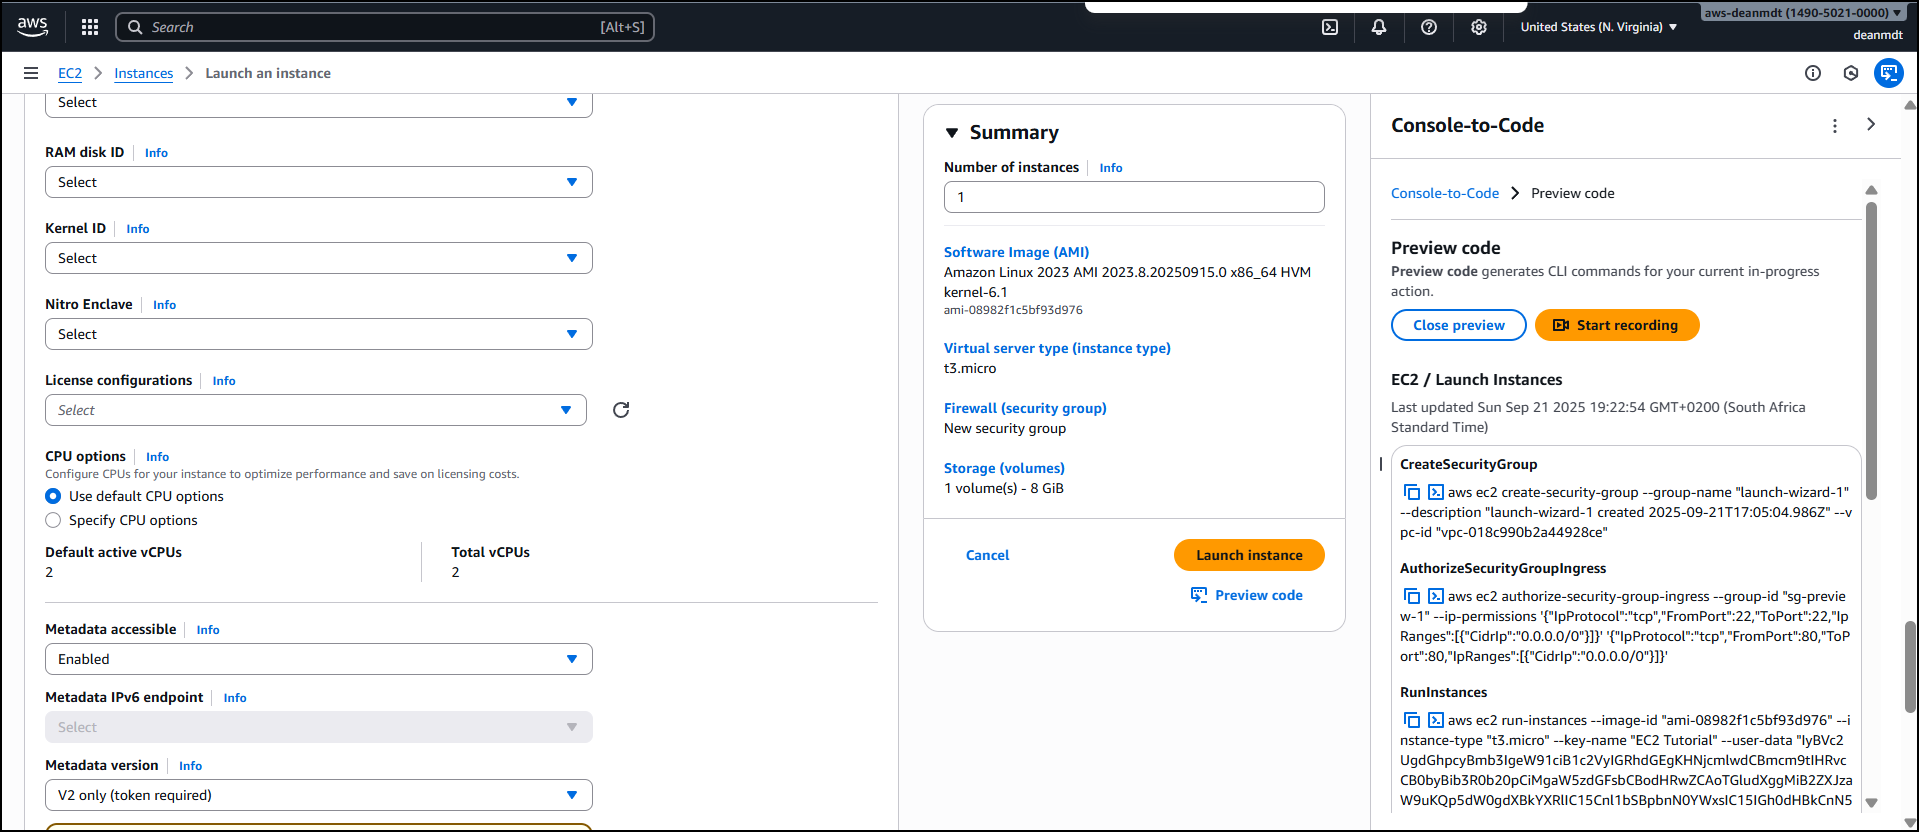 aws
Search
[Alt+S]
United States (N. Virginia)
aws-deanmdt (1490-5021-0000)
deanmdt
EC2
Instances
Launch an instance
Select
RAM disk ID
Info
Select
Kernel ID
Info
Select
Nitro Enclave
Info
Select
License configurations
Info
Select
CPU options
Info
Configure CPUs for your instance to optimize performance and save on licensing costs.
Use default CPU options
Specify CPU options
Default active vCPUs
2
Total vCPUs
2
Metadata accessible
Info
Enabled
Metadata IPv6 endpoint
Info
Select
Metadata version
Info
V2 only (token required)
Summary
Number of instances
Info
1
Software Image (AMI)
Amazon Linux 2023 AMI 2023.8.20250915.0 x86_64 HVM
kernel-6.1
ami-08982f1c5bf93d976
Virtual server type (instance type)
t3.micro
Firewall (security group)
New security group
Storage (volumes)
1 volume(s) - 8 GiB
Cancel
Launch instance
Preview code
Console-to-Code
Console-to-Code
Preview code
Preview code
Preview code generates CLI commands for your current in-progress
action.
Close preview
Start recording
EC2 / Launch Instances
Last updated Sun Sep 21 2025 19:22:54 GMT+0200 (South Africa
Standard Time)
CreateSecurityGroup
aws ec2 create-security-group --group-name "launch-wizard-1"
--description "launch-wizard-1 created 2025-09-21T17:05:04.986Z" --v
pc-id "vpc-018c990b2a44928ce"
AuthorizeSecurityGroupIngress
aws ec2 authorize-security-group-ingress --group-id "sg-previe
w-1" --ip-permissions '{"IpProtocol":"tcp","FromPort":22,"ToPort":22,"Ip
Ranges":[{"CidrIp":"0.0.0.0/0"}]}' '{"IpProtocol":"tcp","FromPort":80,"ToP
ort":80,"IpRanges":[{"CidrIp":"0.0.0.0/0"}]}'
RunInstances
aws ec2 run-instances --image-id "ami-08982f1c5bf93d976" --i
nstance-type "t3.micro" --key-name "EC2 Tutorial" --user-data "IyBVc2
UgdGhpcyBmb3IgeW91ciB1c2VyIGRhdGEgKHNjcmlwdCBmcm9tIHRvc
CB0byBib3R0b20pCiMgaW5zdGFsbCBodHRwZCAoTGludXggMiB2ZXJza
W9uKQp5dW0gdXBkYXRlIC15Cnl1bSBpbnN0YWxsIC15IGh0dHBkCnN5